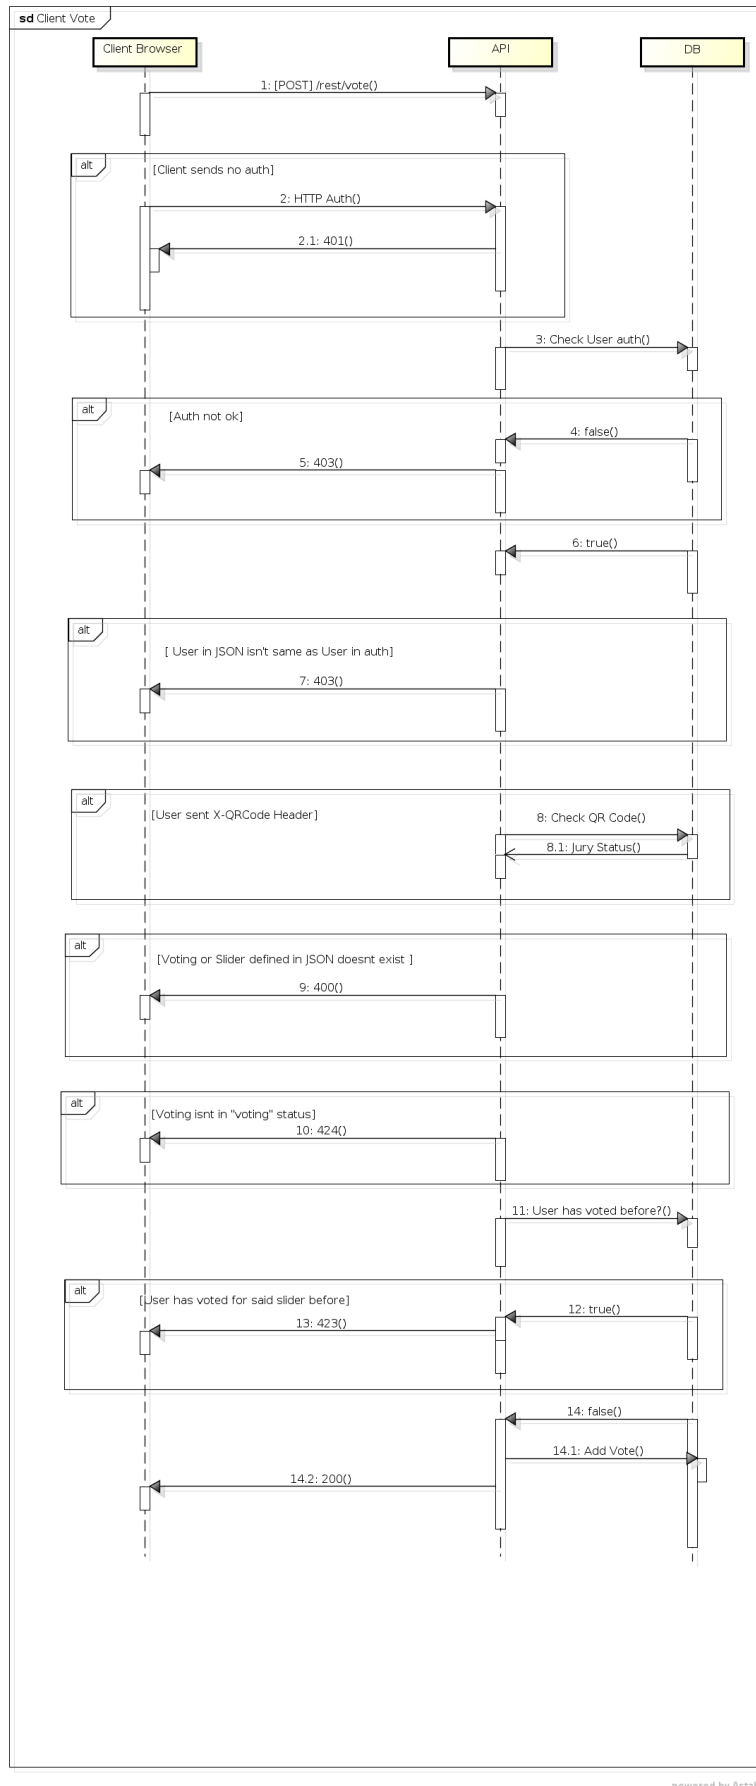 sd Client Vote
Client Browser
API
DB
1: [POST] /rest/vote()
alt
[Client sends no auth]
2: HTTP Auth()
2.1: 401()
3: Check User auth()
alt
[Auth not ok]
4: false()
5: 403()
6: true()
alt
[ User in JSON isn't same as User in auth]
7: 403()
alt
[User sent X-QRCode Header]
8: Check QR Code()
8.1: Jury Status()
alt
[Voting or Slider defined in JSON doesnt exist ]
9: 400()
alt
[Voting isnt in "voting" status]
10: 424()
11: User has voted before?()
alt
[User has voted for said slider before]
12: true()
13: 423()
14: false()
14.1: Add Vote()
14.2: 200()
powered by